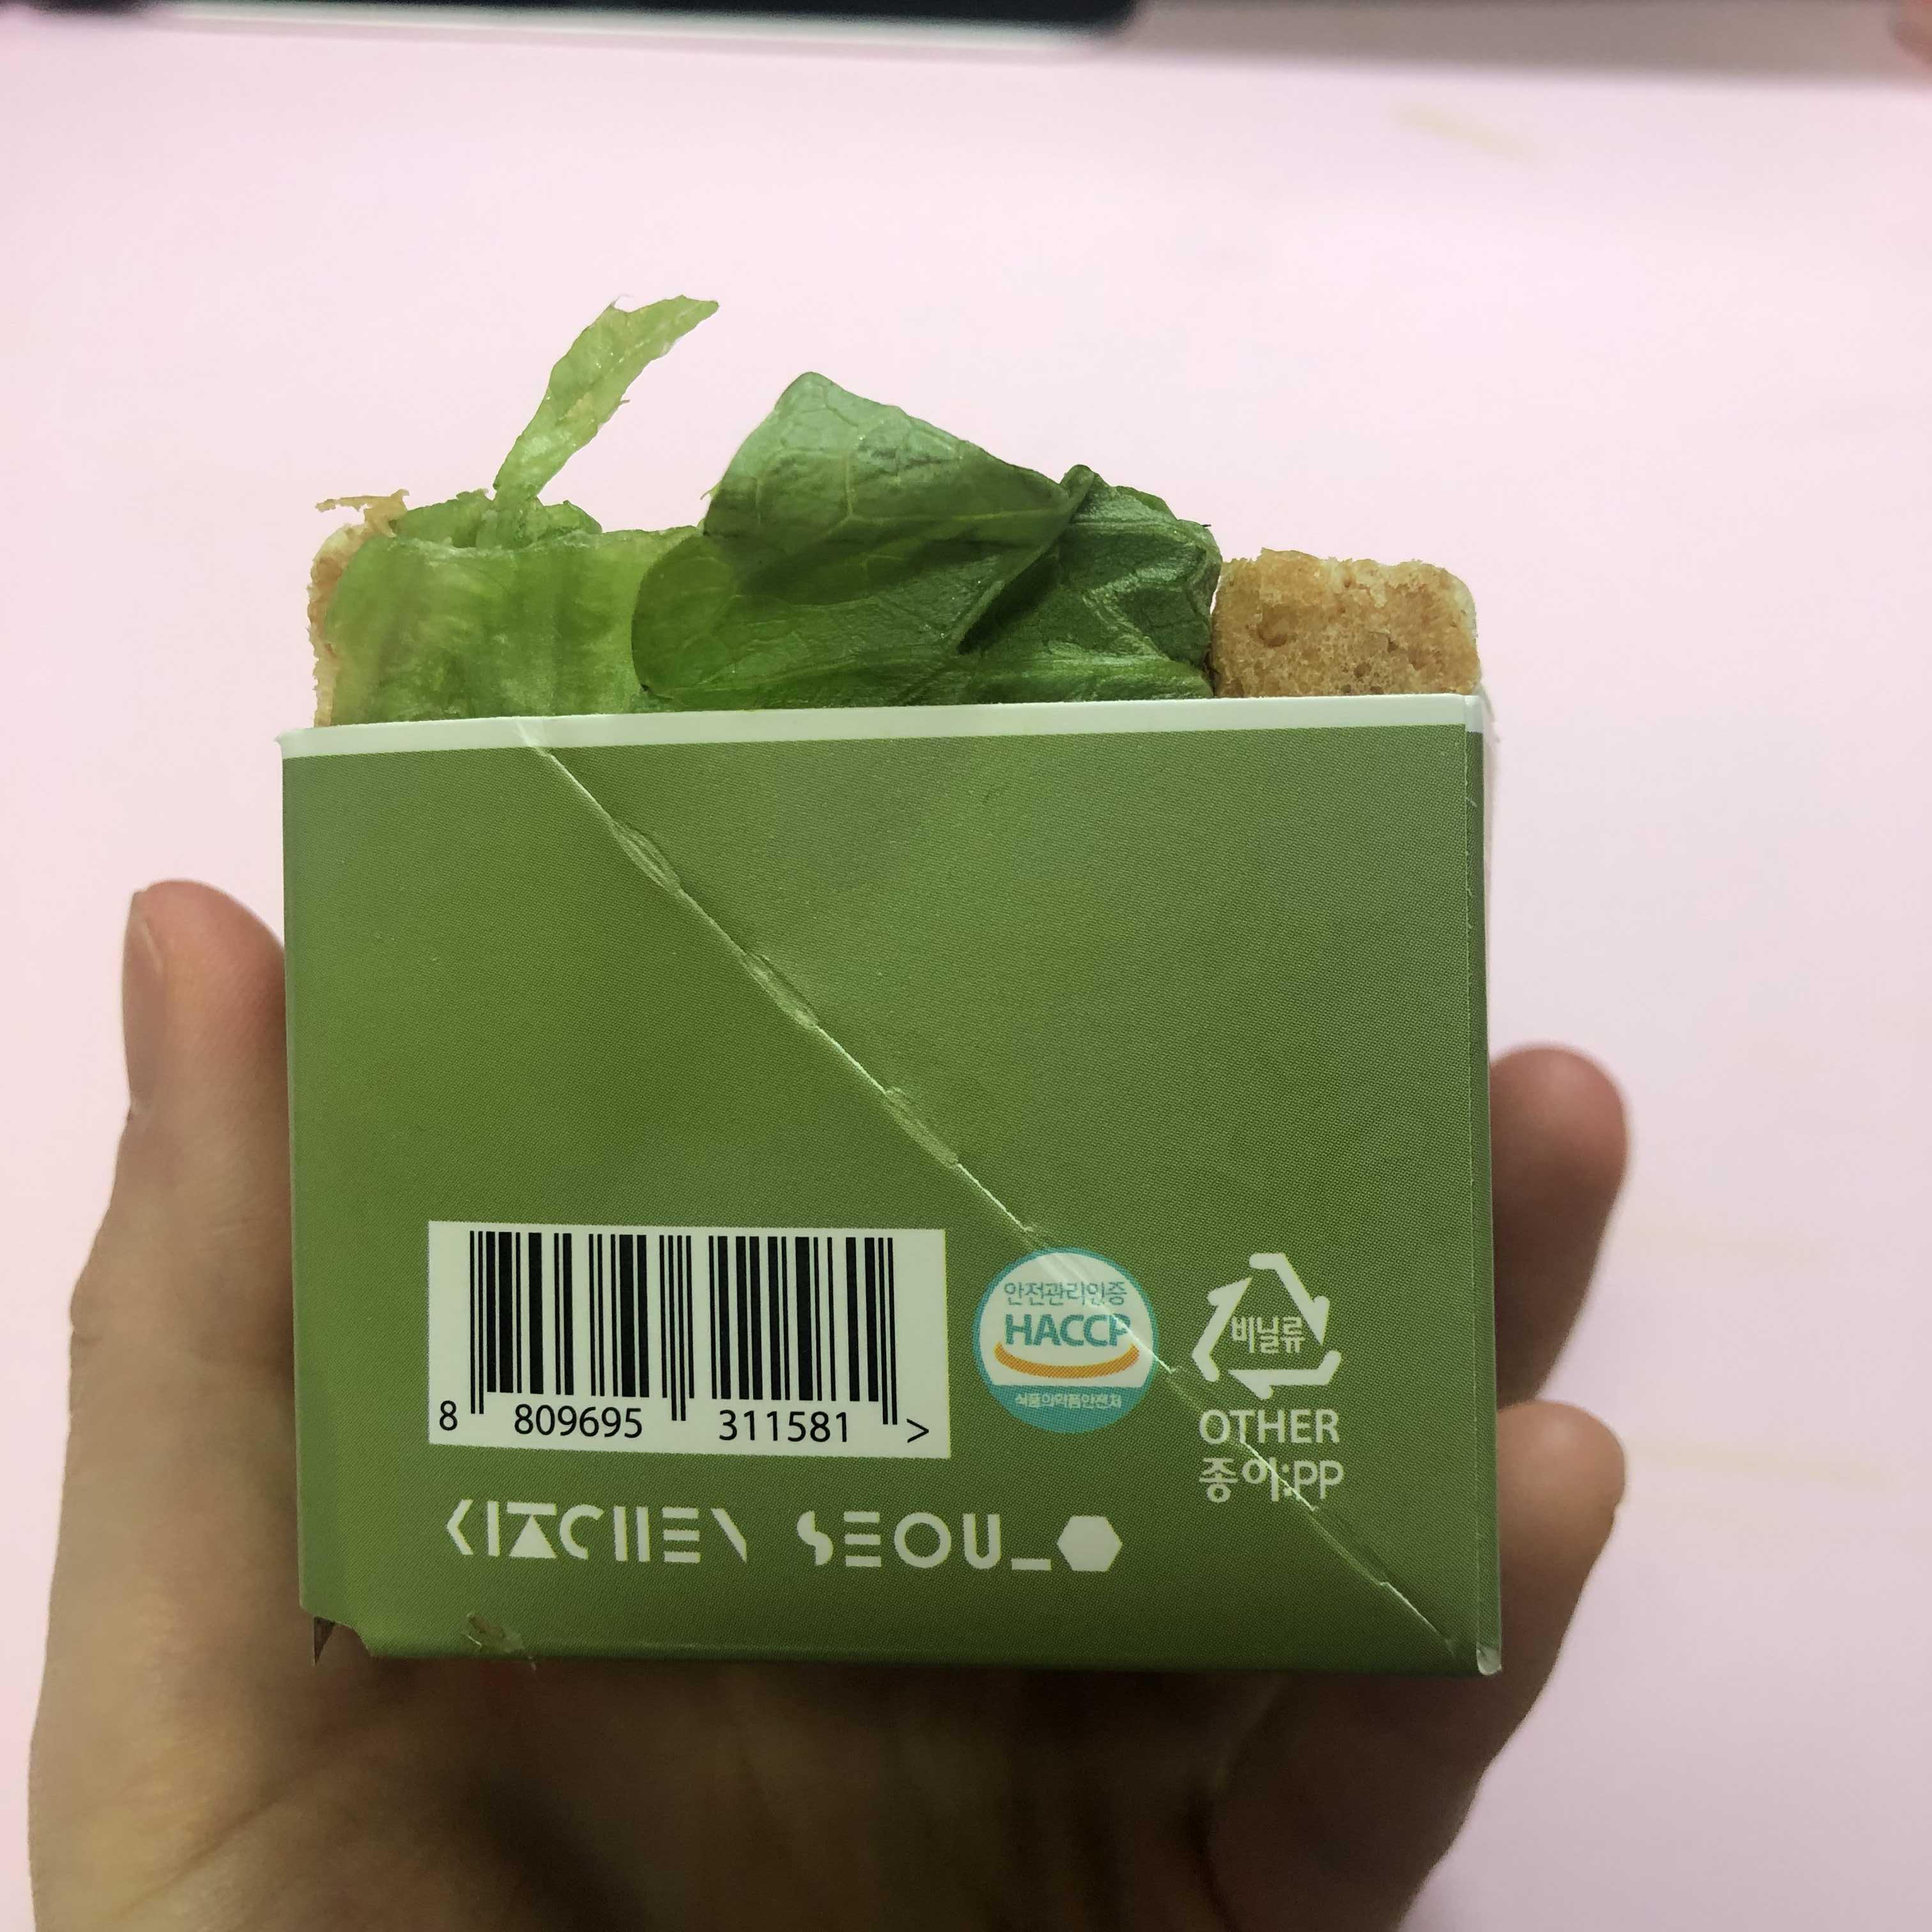 8 809695 311581 >
안전관리인증
HACCP
식품의약품안전처
비닐류
OTHER
종이:PP
KITCHEN SEOUL